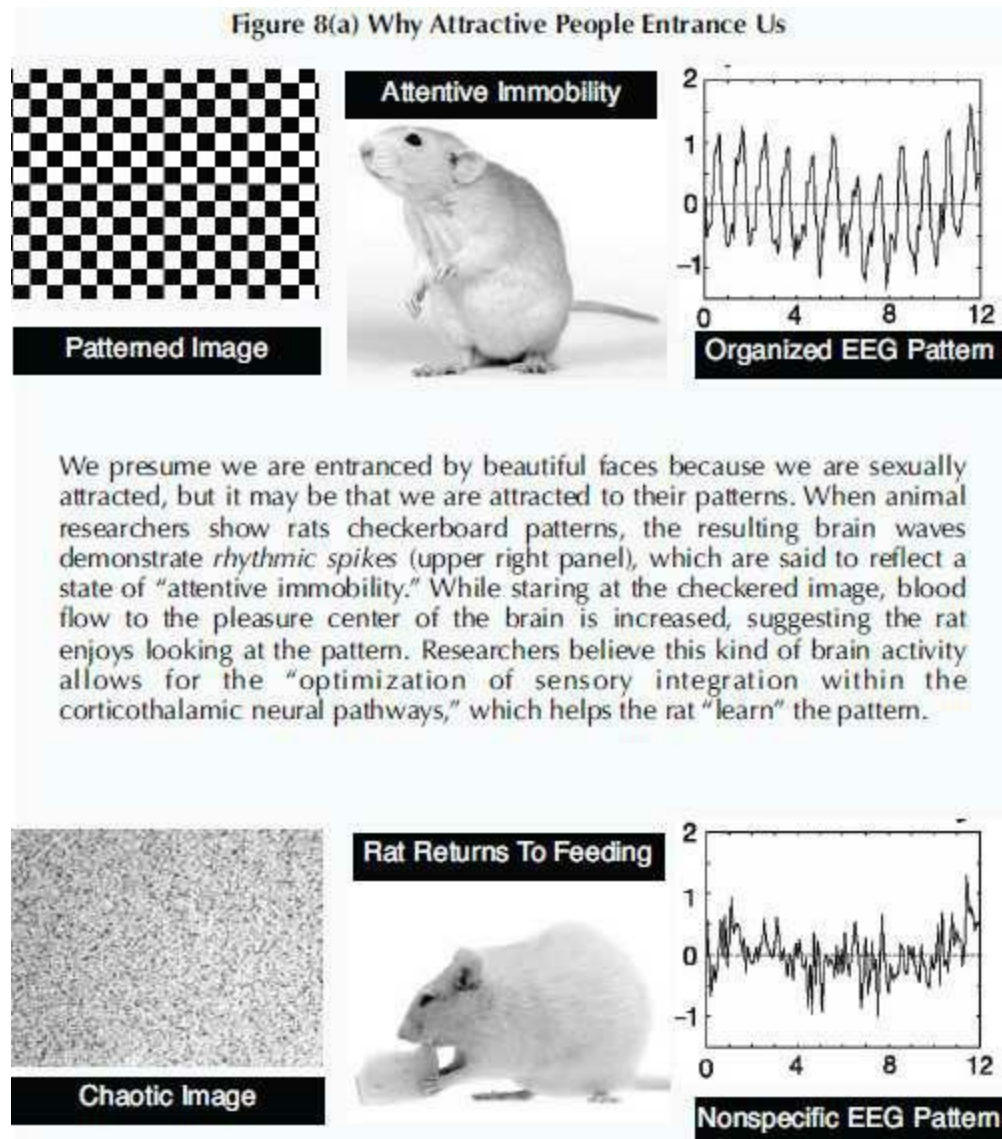 Figure 8(a) Why Attractive People Entrance Us
Attentive Immobility
2
1
0
−1
0 4 8 12
Patterned Image
Organized EEG Pattern
We presume we are entranced by beautiful faces because we are sexually
attracted, but it may be that we are attracted to their patterns. When animal
researchers show rats checkerboard patterns, the resulting brain waves
demonstrate rhythmic spikes (upper right panel), which are said to reflect a
state of “attentive immobility.” While staring at the checkered image, blood
flow to the pleasure center of the brain is increased, suggesting the rat
enjoys looking at the pattern. Researchers believe this kind of brain activity
allows for the “optimization of sensory integration within the
corticothalamic neural pathways,” which helps the rat “learn” the pattern.
Rat Returns To Feeding
2
1
0
−1
0 4 8 12
Chaotic Image
Nonspecific EEG Pattern